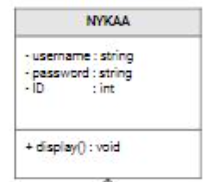 NYKAA
- username : string
- password : string
- ID : int
+ display() : void